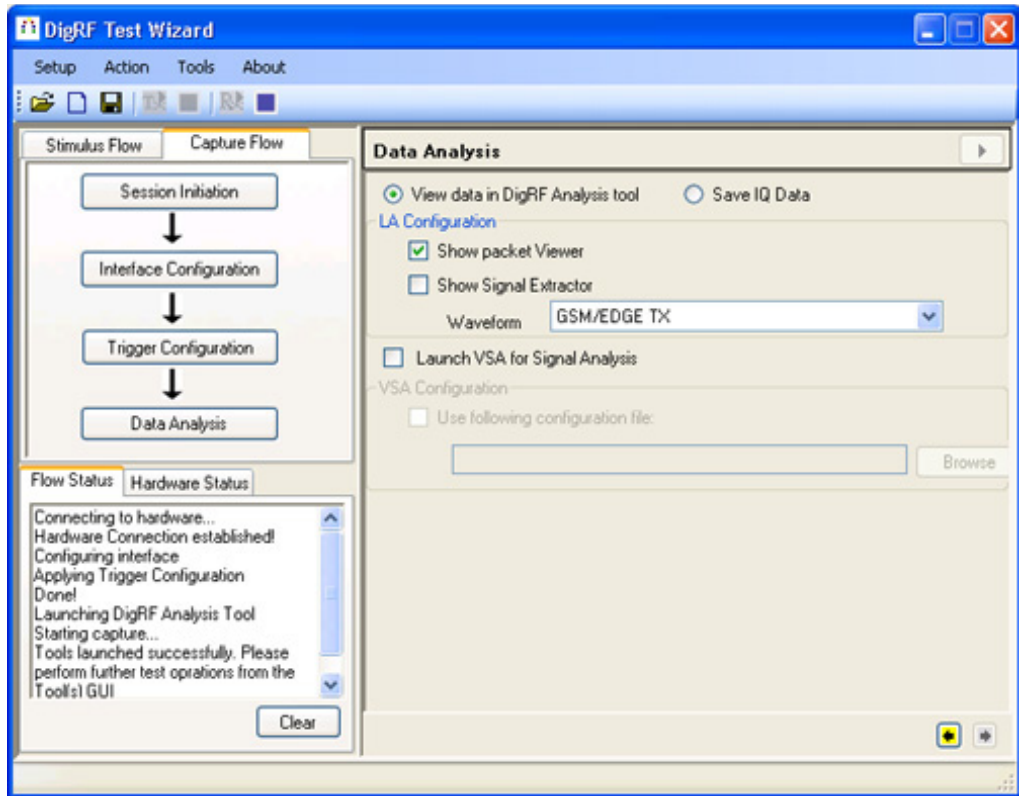 DigRF Test Wizard
Setup Action Tools About
Stimulus Flow Capture Flow
Session Initiation
Interface Configuration
Trigger Configuration
Data Analysis
Flow Status Hardware Status
Connecting to hardware...
Hardware Connection established!
Configuring interface
Applying Trigger Configuration
Done!
Launching DigRF Analysis Tool
Starting capture...
Tools launched successfully. Please
perform further test oprations from the
Tool(s) GUI
Clear
Data Analysis
View data in DigRF Analysis tool Save IQ Data
LA Configuration
Show packet Viewer
Show Signal Extractor
Waveform GSM/EDGE TX
Launch VSA for Signal Analysis
VSA Configuration
Use following configuration file:
Browse